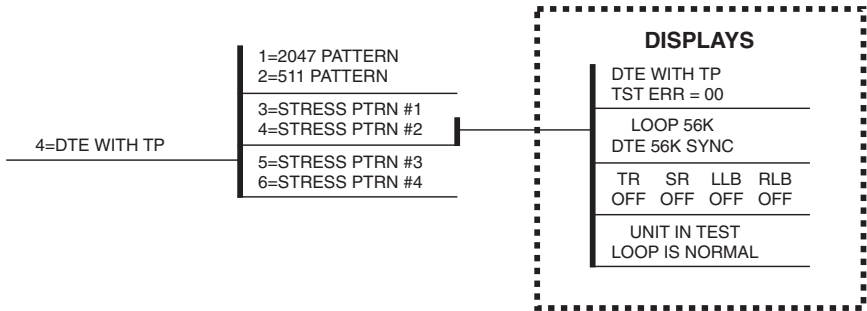 4=DTE WITH TP
1=2047 PATTERN
2=511 PATTERN
3=STRESS PTRN #1
4=STRESS PTRN #2
5=STRESS PTRN #3
6=STRESS PTRN #4
DISPLAYS
DTE WITH TP
TST ERR = 00
LOOP 56K
DTE 56K SYNC
TR SR LLB RLB
OFF OFF OFF OFF
UNIT IN TEST
LOOP IS NORMAL